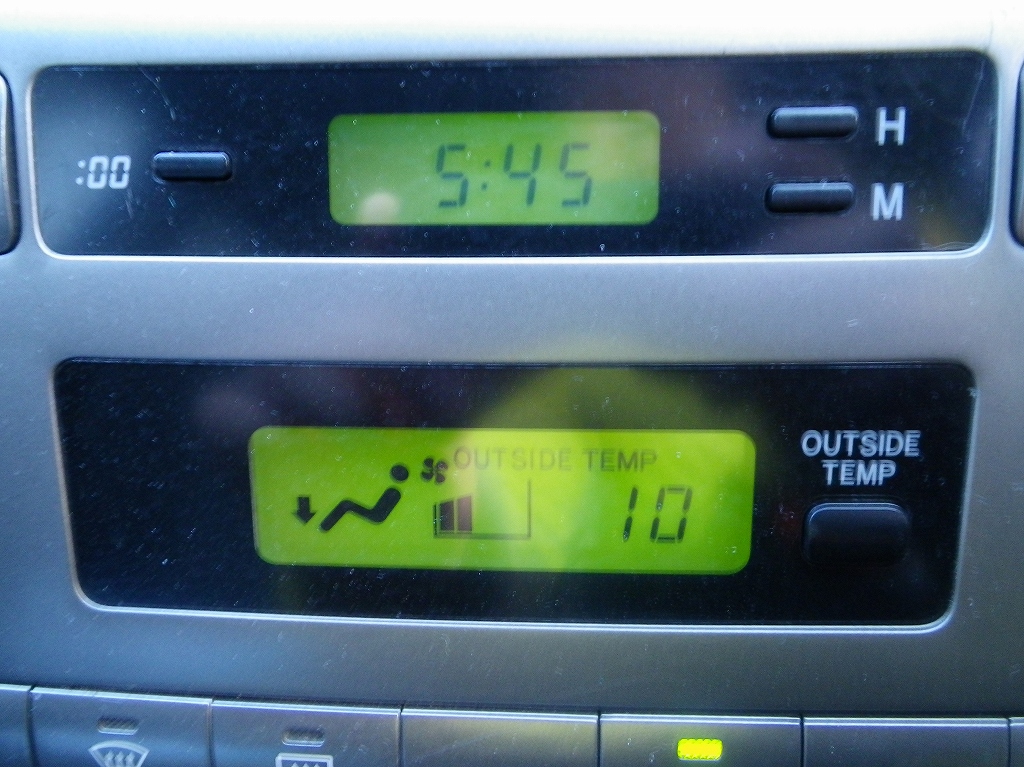 :00
5:45
H
M
OUTSIDE TEMP
10
OUTSIDE
TEMP